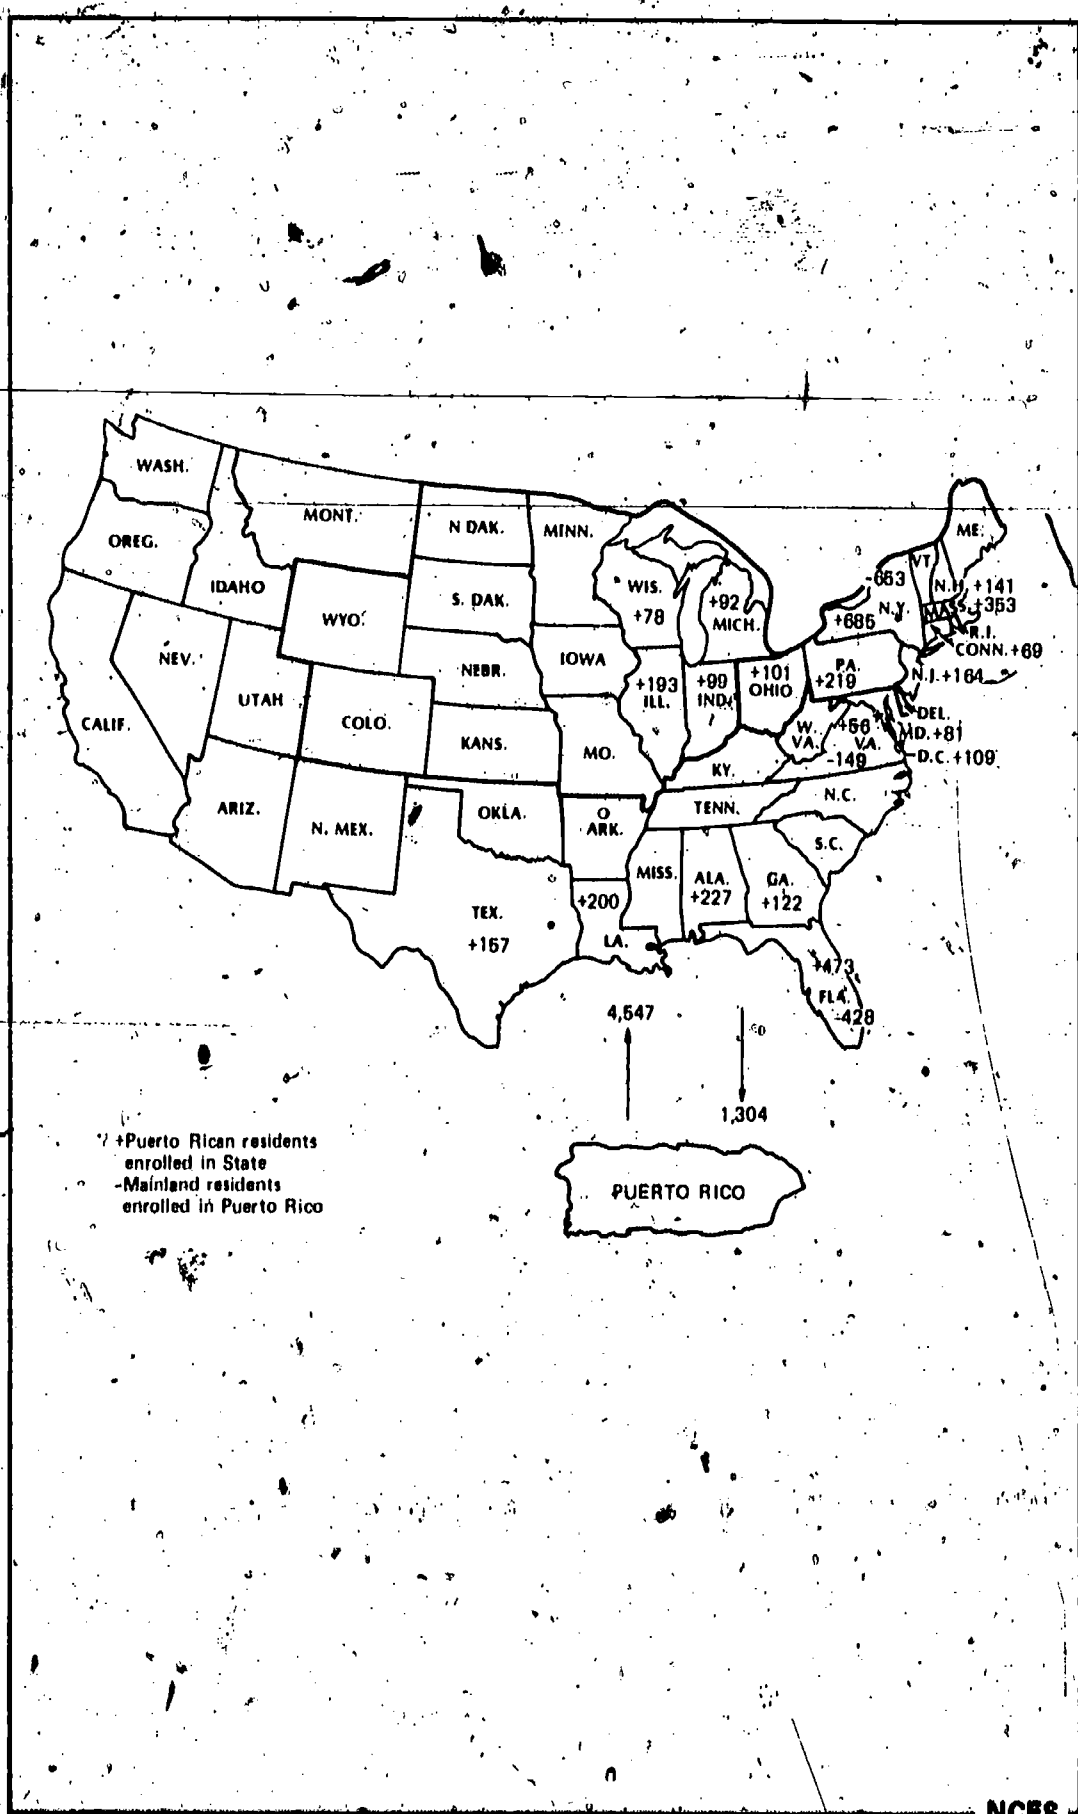 WASH.
MONT.
N DAK.
MINN.
OREG.
IDAHO
S. DAK.
WYO.
WIS.
+78
+92
MICH.
-653
N.Y.
+685
VT
N.H. +141
MASS. +353
ME.
R.I.
CONN. +69
NEV.
UTAH
COLO.
NEBR.
IOWA
+193
ILL.
+99
IND.
+101
OHIO
PA.
+219
N.J. +164
DEL.
MD. +81
D.C. +109
CALIF.
KANS.
MO.
KY.
W.
VA.
+56
VA.
-149
ARIZ.
N. MEX.
OKLA.
ARK.
TENN.
N.C.
S.C.
MISS.
ALA.
+227
GA.
+122
TEX.
+167
+200
LA.
+473
FLA.
-428
4,547
1,304
+Puerto Rican residents
enrolled in State
-Mainland residents
enrolled in Puerto Rico
PUERTO RICO
NCES